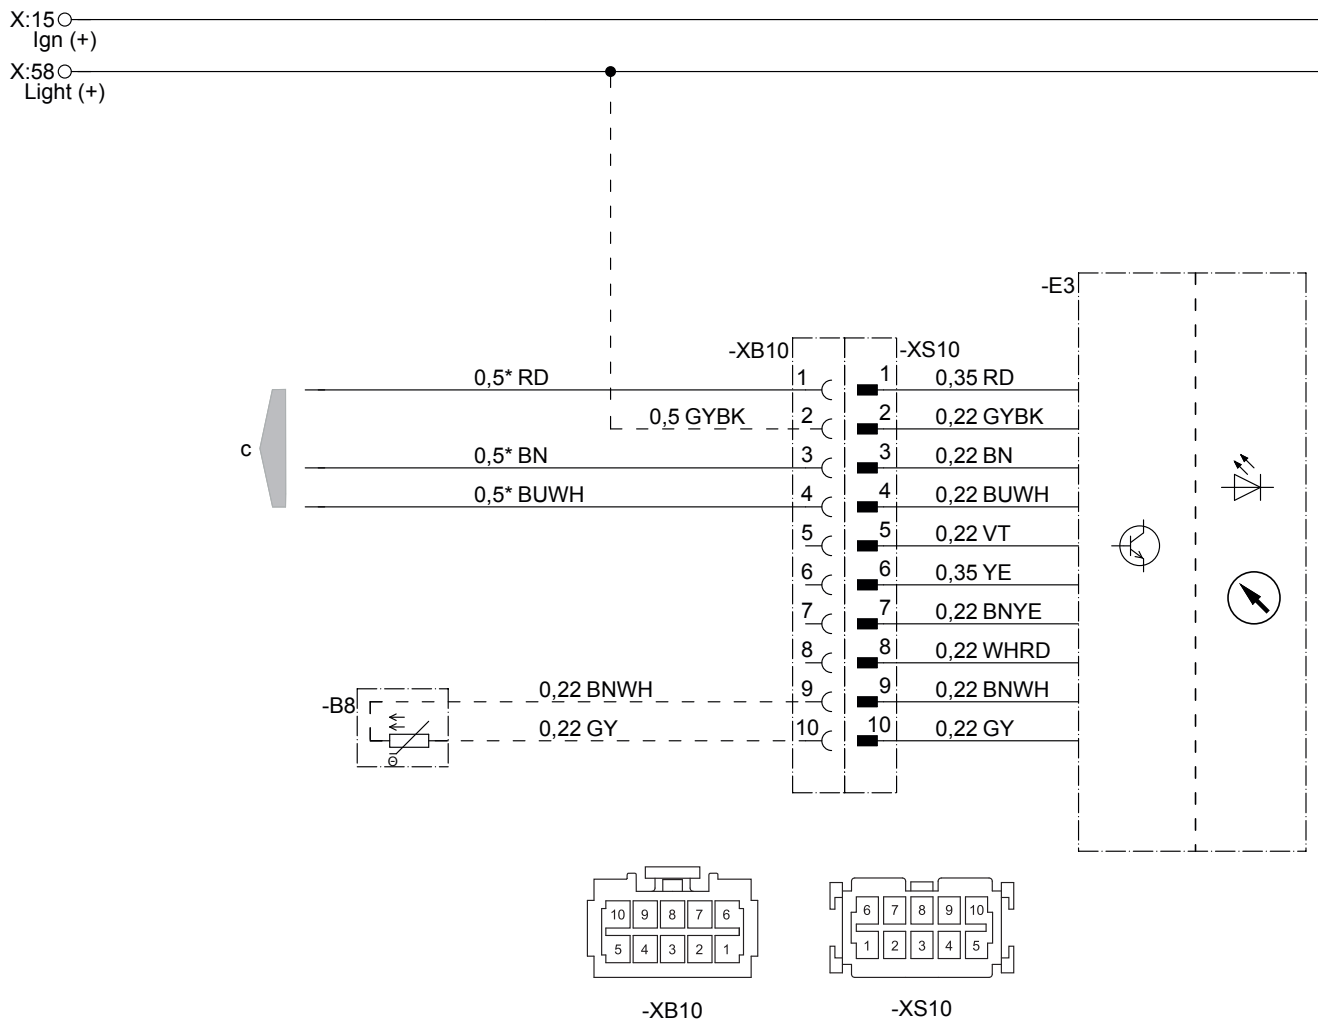 X:15
Ign (+)
X:58
Light (+)
-E3
-XB10 -XS10
0,5* RD 1 1 0,35 RD
0,5 GYBK 2 2 0,22 GYBK
c
0,5* BN 3 3 0,22 BN
0,5* BUWH 4 4 0,22 BUWH
5 5 0,22 VT
6 6 0,35 YE
7 7 0,22 BNYE
8 8 0,22 WHRD
-B8 0,22 BNWH 9 9 0,22 BNWH
0,22 GY 10 10 0,22 GY
Θ
10 9 8 7 6
5 4 3 2 1
-XB10
6 7 8 9 10
1 2 3 4 5
-XS10